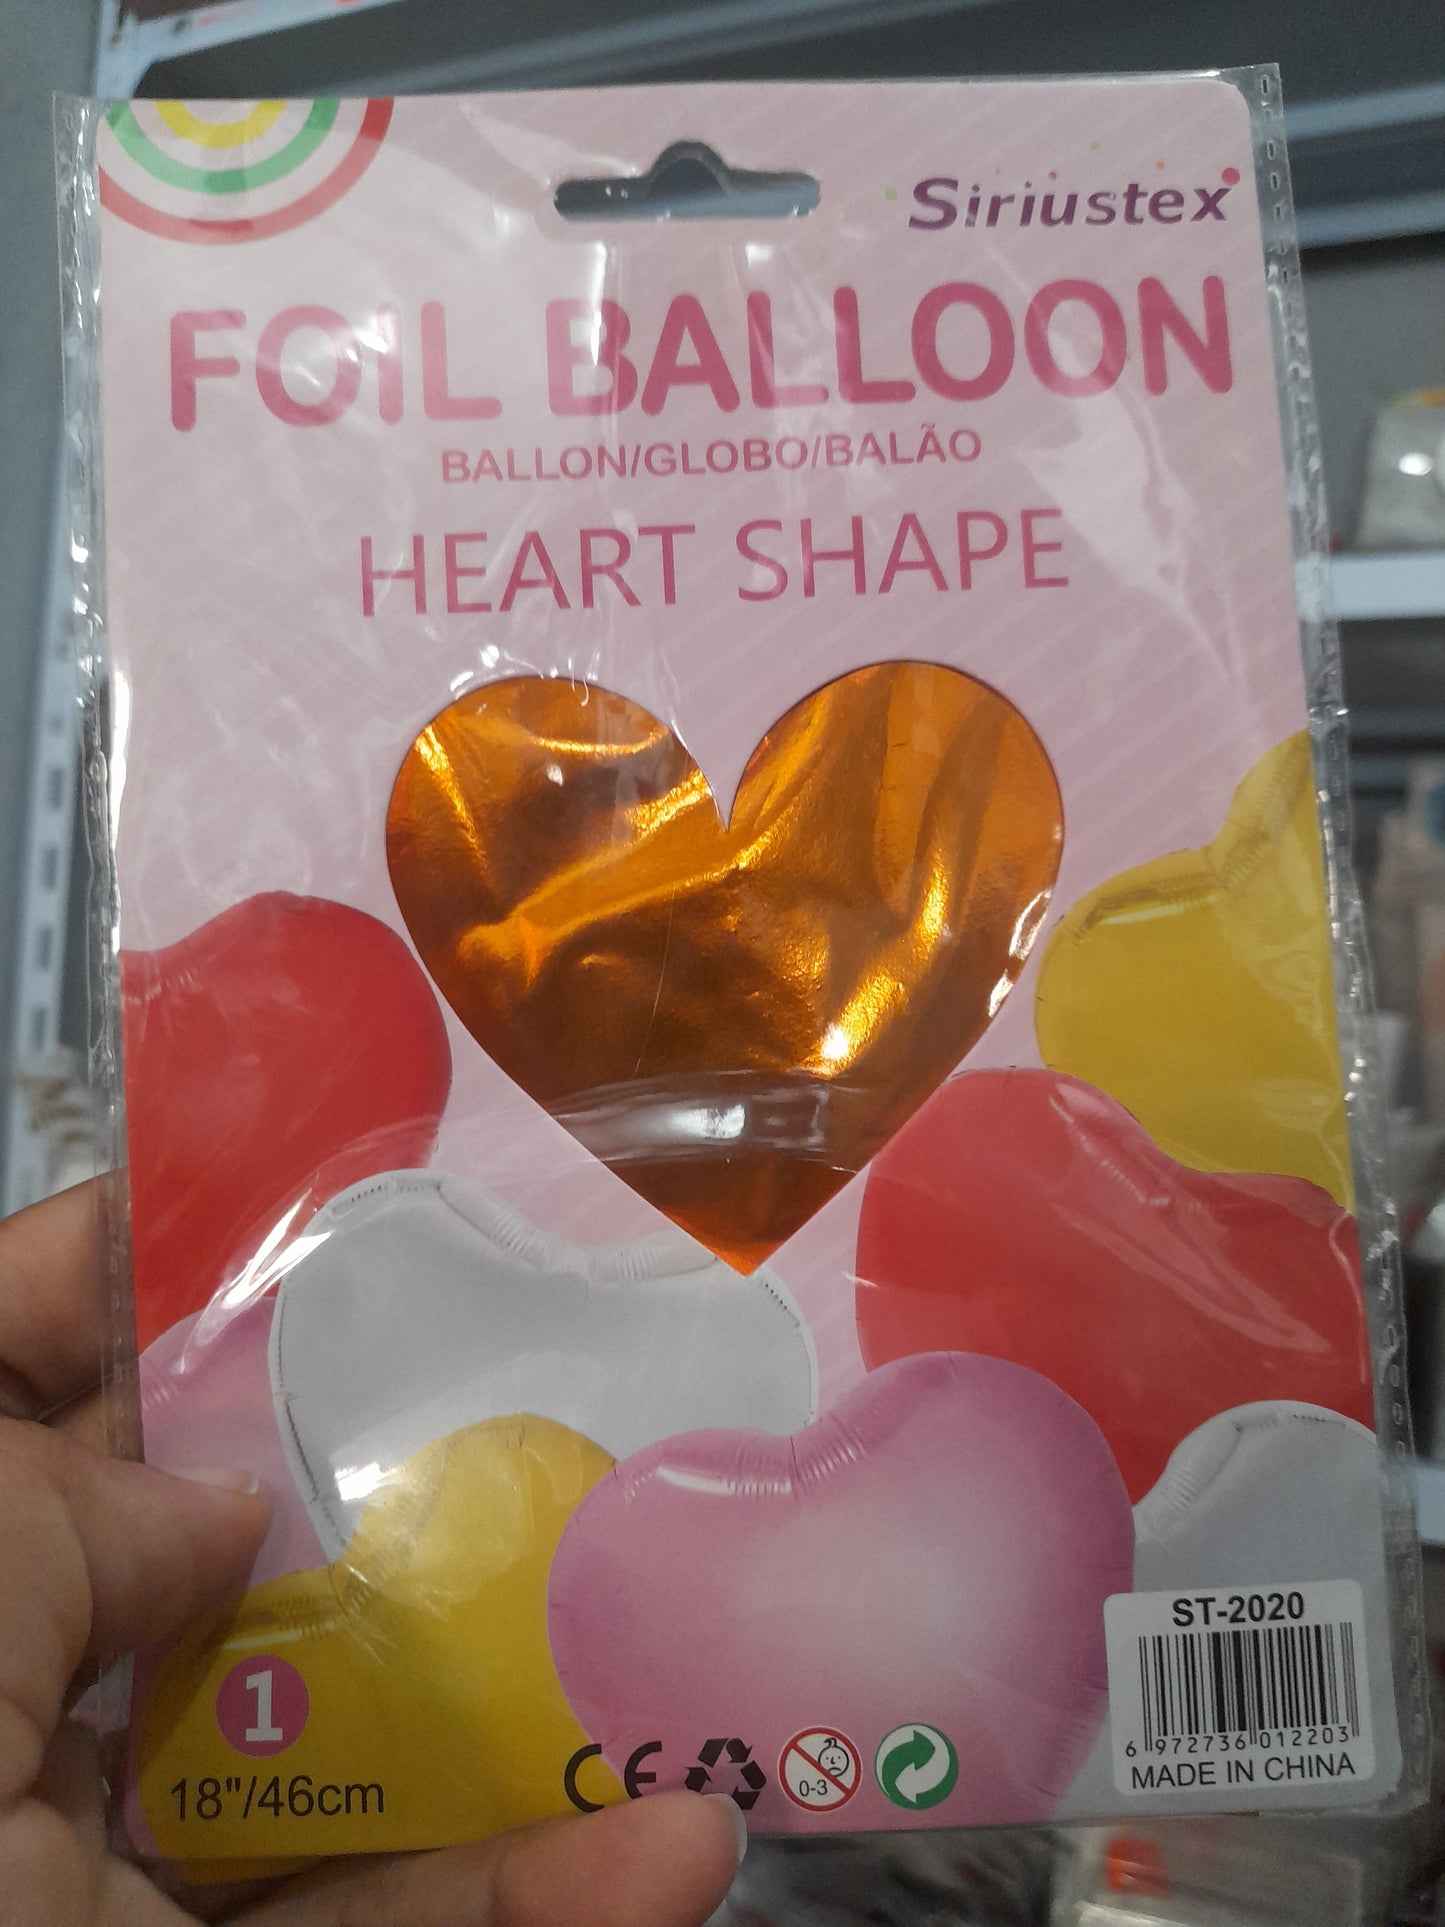 Siriustex
FOIL BALLOON
BALLON/GLOBO/BALÃO
HEART SHAPE
1
18"/46cm
CE
0-3
ST-2020
6 972736 012203
MADE IN CHINA